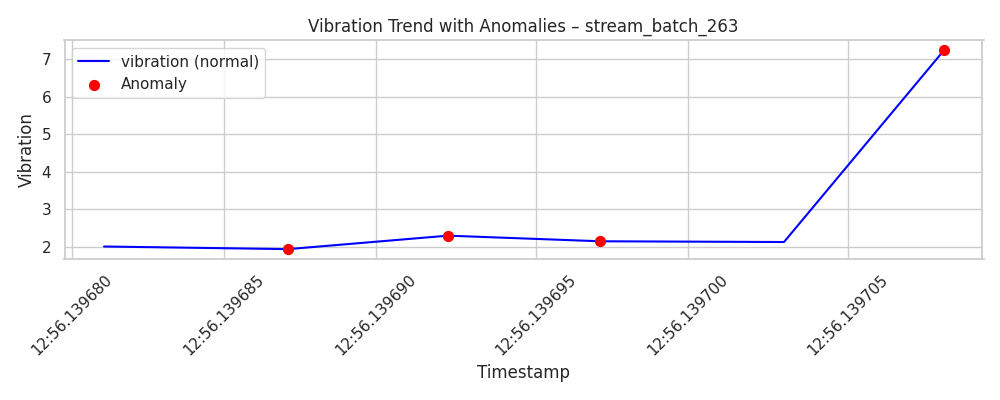 Vibration Trend with Anomalies – stream_batch_263
vibration (normal)
Anomaly
Vibration
7
6
5
4
3
2
12:56.139680
12:56.139685
12:56.139690
12:56.139695
12:56.139700
12:56.139705
Timestamp